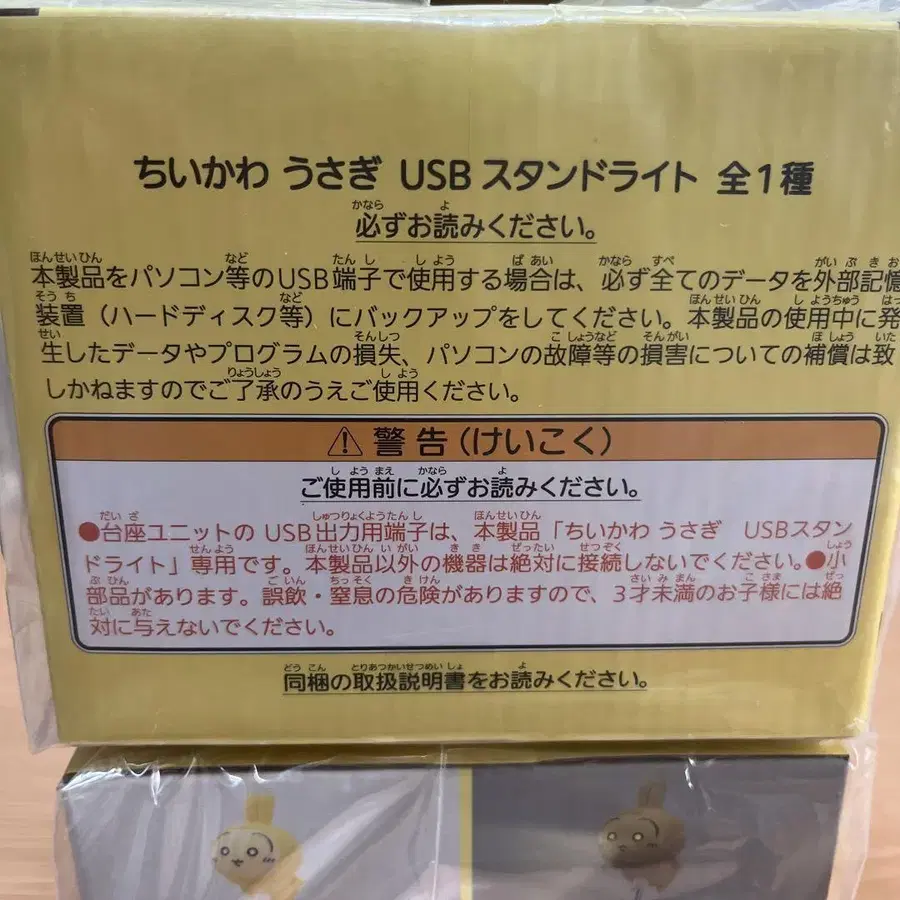 ちいかわ うさぎ USB スタンドライト 全1種
必ずお読みください。
本製品をパソコン等のUSB端子で使用する場合は、必ず全てのデータを外部記憶
装置（ハードディスク等）にバックアップをしてください。本製品の使用中に発
生したデータやプログラムの損失、パソコンの故障等の損害についての補償は致
しかねますのでご了承のうえご使用ください。
⚠ 警告（けいこく）
ご使用前に必ずお読みください。
●台座ユニットの USB出力用端子は、本製品「ちいかわ うさぎ USBスタン
ドライト」専用です。本製品以外の機器は絶対に接続しないでください。●小
部品があります。誤飲・窒息の危険がありますので、3才未満のお子様には絶
対に与えないでください。
同梱の取扱説明書をお読みください。